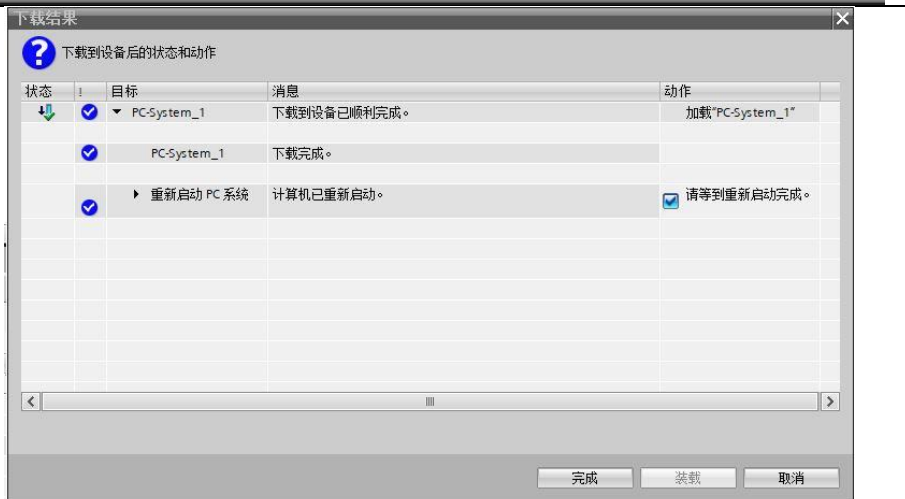 下载结果
下载到设备后的状态和动作
状态 ! 目标 消息 动作
PC-System_1 下载到设备已顺利完成。 加载"PC-System_1"
PC-System_1 下载完成。
重新启动 PC 系统 计算机已重新启动。 请等到重新启动完成。
完成 装载 取消